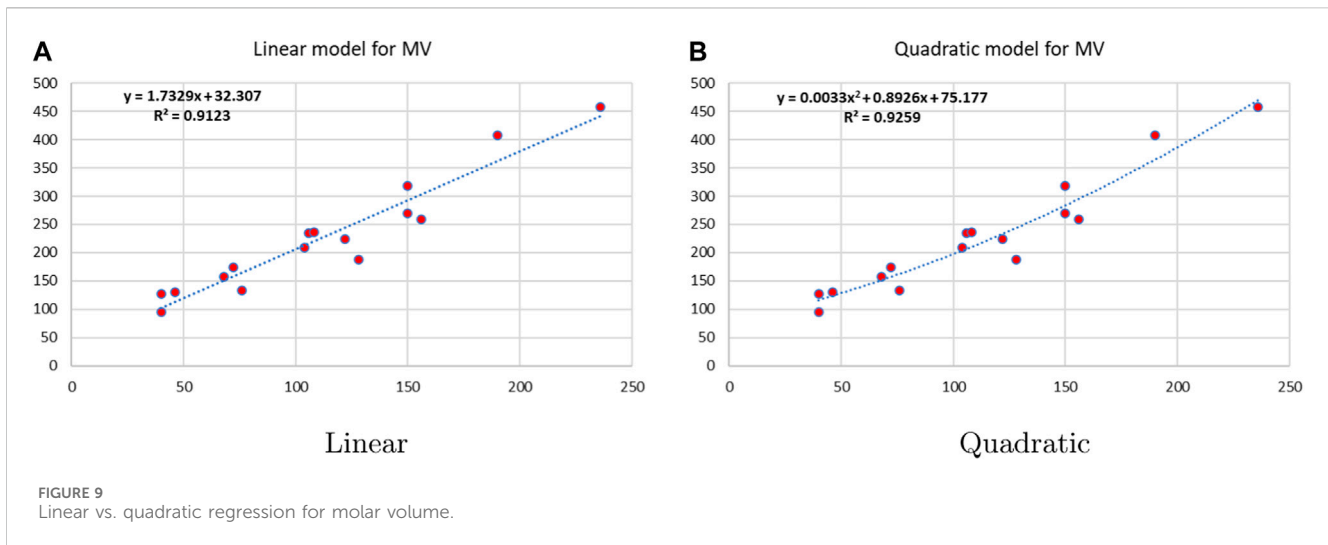 A
Linear model for MV
y = 1.7329x + 32.307
R² = 0.9123
500
450
400
350
300
250
200
150
100
50
0
0 50 100 150 200 250
Linear
B
Quadratic model for MV
y = 0.0033x² + 0.8926x + 75.177
R² = 0.9259
500
450
400
350
300
250
200
150
100
50
0
0 50 100 150 200 250
Quadratic
FIGURE 9
Linear vs. quadratic regression for molar volume.